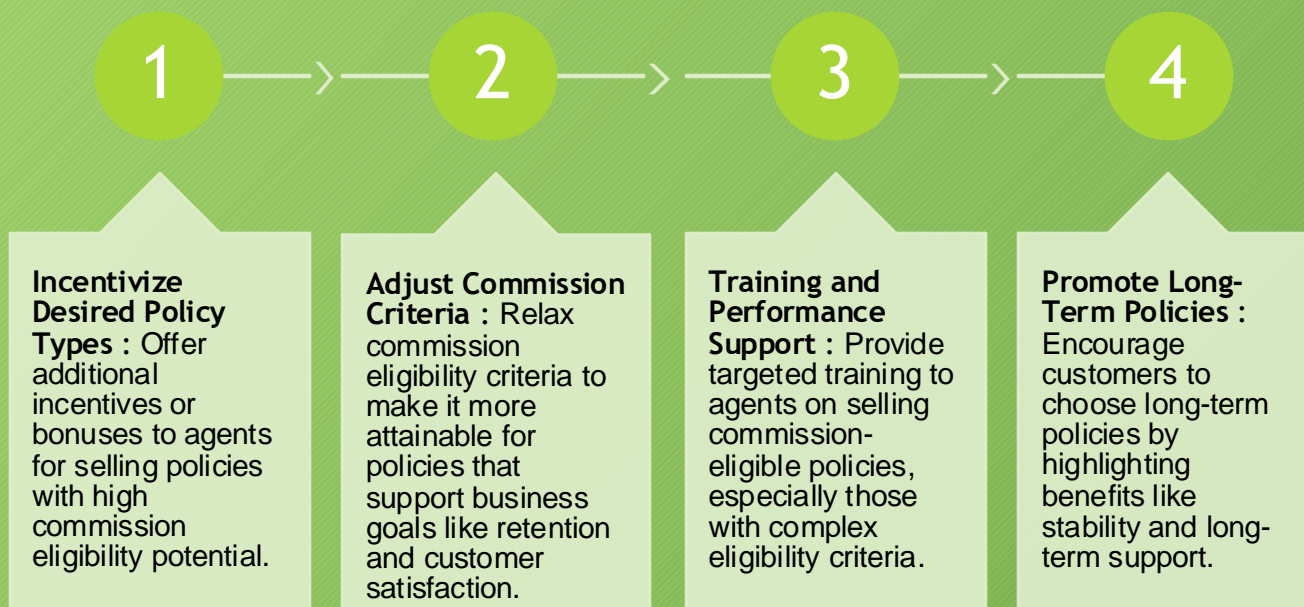 1
2
3
4
Incentivize
Desired Policy
Types : Offer
additional
incentives or
bonuses to agents
for selling policies
with high
commission
eligibility potential.
Adjust Commission
Criteria : Relax
commission
eligibility criteria to
make it more
attainable for
policies that
support business
goals like retention
and customer
satisfaction.
Training and
Performance
Support : Provide
targeted training to
agents on selling
commission-
eligible policies,
especially those
with complex
eligibility criteria.
Promote Long-
Term Policies :
Encourage
customers to
choose long-term
policies by
highlighting
benefits like
stability and long-
term support.